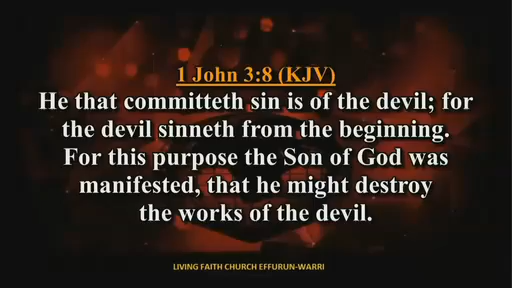 1 John 3:8 (KJV)
He that committeth sin is of the devil; for
the devil sinneth from the beginning.
For this purpose the Son of God was
manifested, that he might destroy
the works of the devil.
LIVING FAITH CHURCH EFFURUN-WARRI